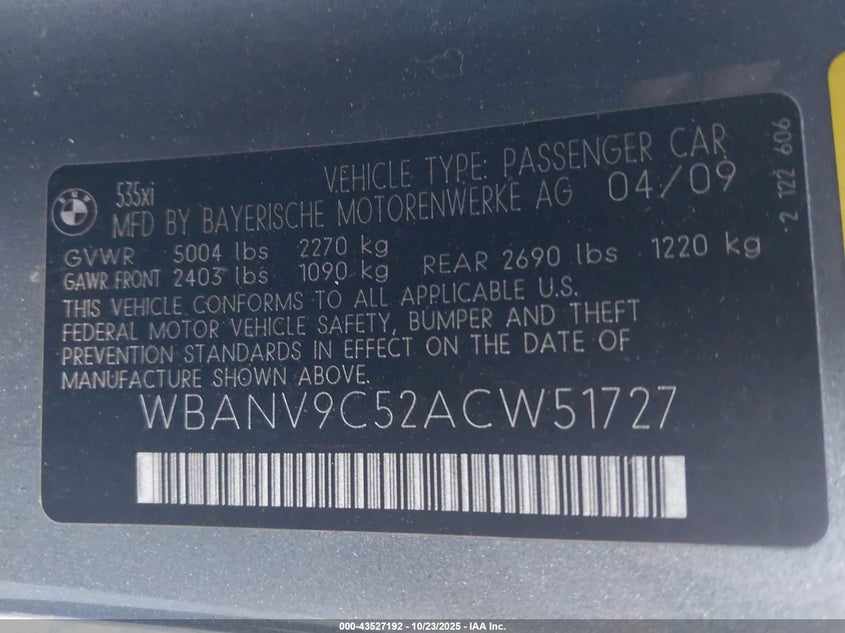 BMW
535xi
VEHICLE TYPE: PASSENGER CAR
MFD BY BAYERISCHE MOTORENWERKE AG 04/09
GVWR 5004 lbs 2270 kg
GAWR FRONT 2403 lbs 1090 kg REAR 2690 lbs 1220 kg
THIS VEHICLE CONFORMS TO ALL APPLICABLE U.S.
FEDERAL MOTOR VEHICLE SAFETY, BUMPER AND THEFT
PREVENTION STANDARDS IN EFFECT ON THE DATE OF
MANUFACTURE SHOWN ABOVE.
WBANV9C52ACW51727
2 122 606
000-43527192 - 10/23/2025 - IAA Inc.